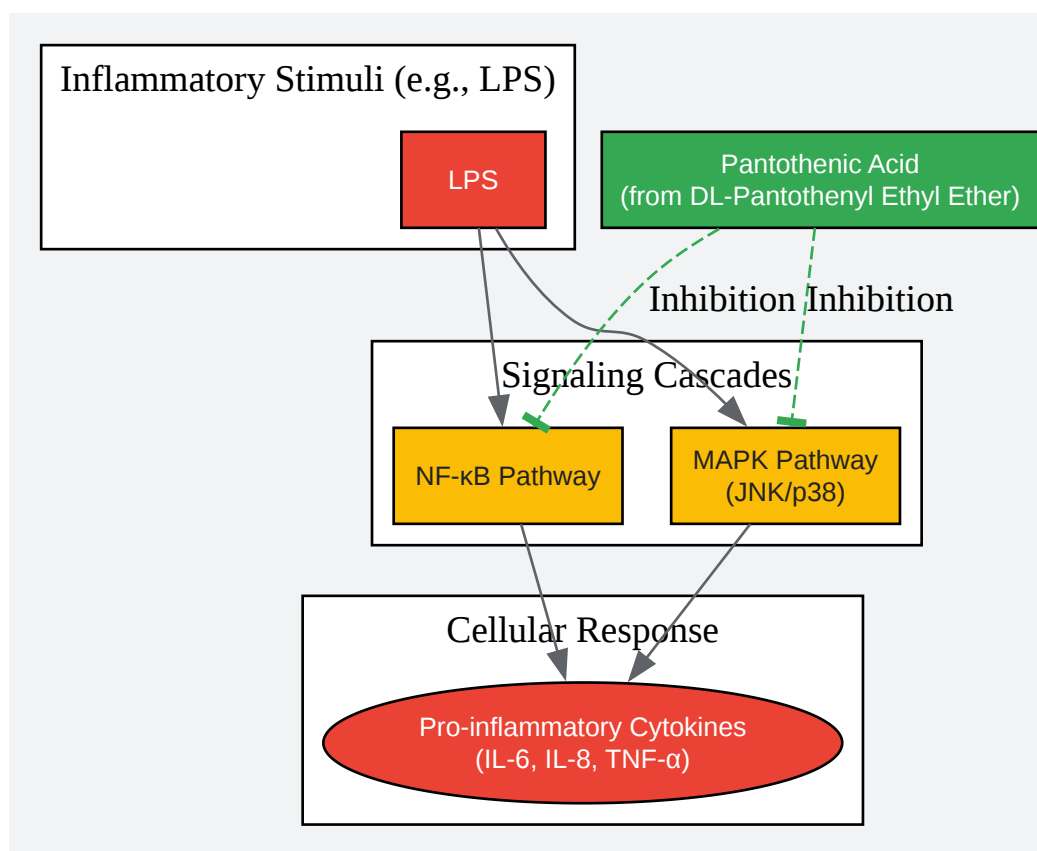 Inflammatory Stimuli (e.g., LPS)
LPS
Pantothenic Acid
(from DL-Pantothenyl Ethyl Ether)
Inhibition
Inhibition
Signaling Cascades
NF-κB Pathway
MAPK Pathway
(JNK/p38)
Cellular Response
Pro-inflammatory Cytokines
(IL-6, IL-8, TNF-α)